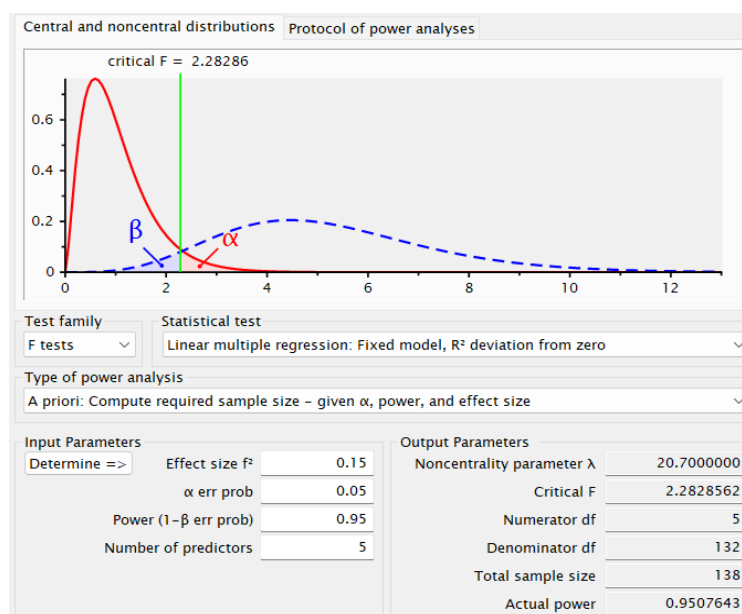 Central and noncentral distributions Protocol of power analyses
critical F = 2.28286
0.6
0.4
0.2
β α
0
0 2 4 6 8 10 12
Test family Statistical test
F tests Linear multiple regression: Fixed model, R² deviation from zero
Type of power analysis
A priori: Compute required sample size – given α, power, and effect size
Input Parameters Output Parameters
Determine => Effect size f² 0.15 Noncentrality parameter λ 20.7000000
α err prob 0.05 Critical F 2.2828562
Power (1–β err prob) 0.95 Numerator df 5
Number of predictors 5 Denominator df 132
Total sample size 138
Actual power 0.9507643